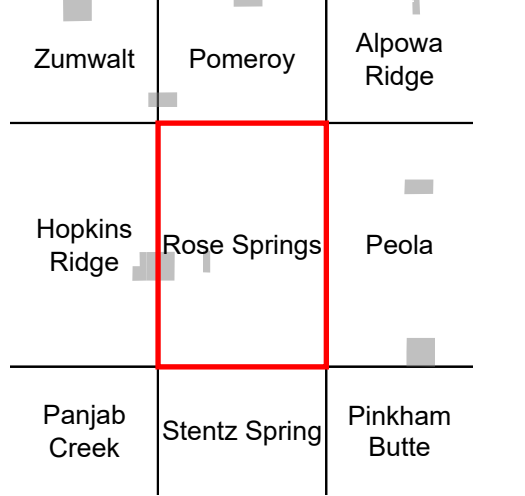 Zumwalt
Pomeroy
Alpowa
Ridge
Hopkins
Ridge
Rose Springs
Peola
Panjab
Creek
Stentz Spring
Pinkham
Butte